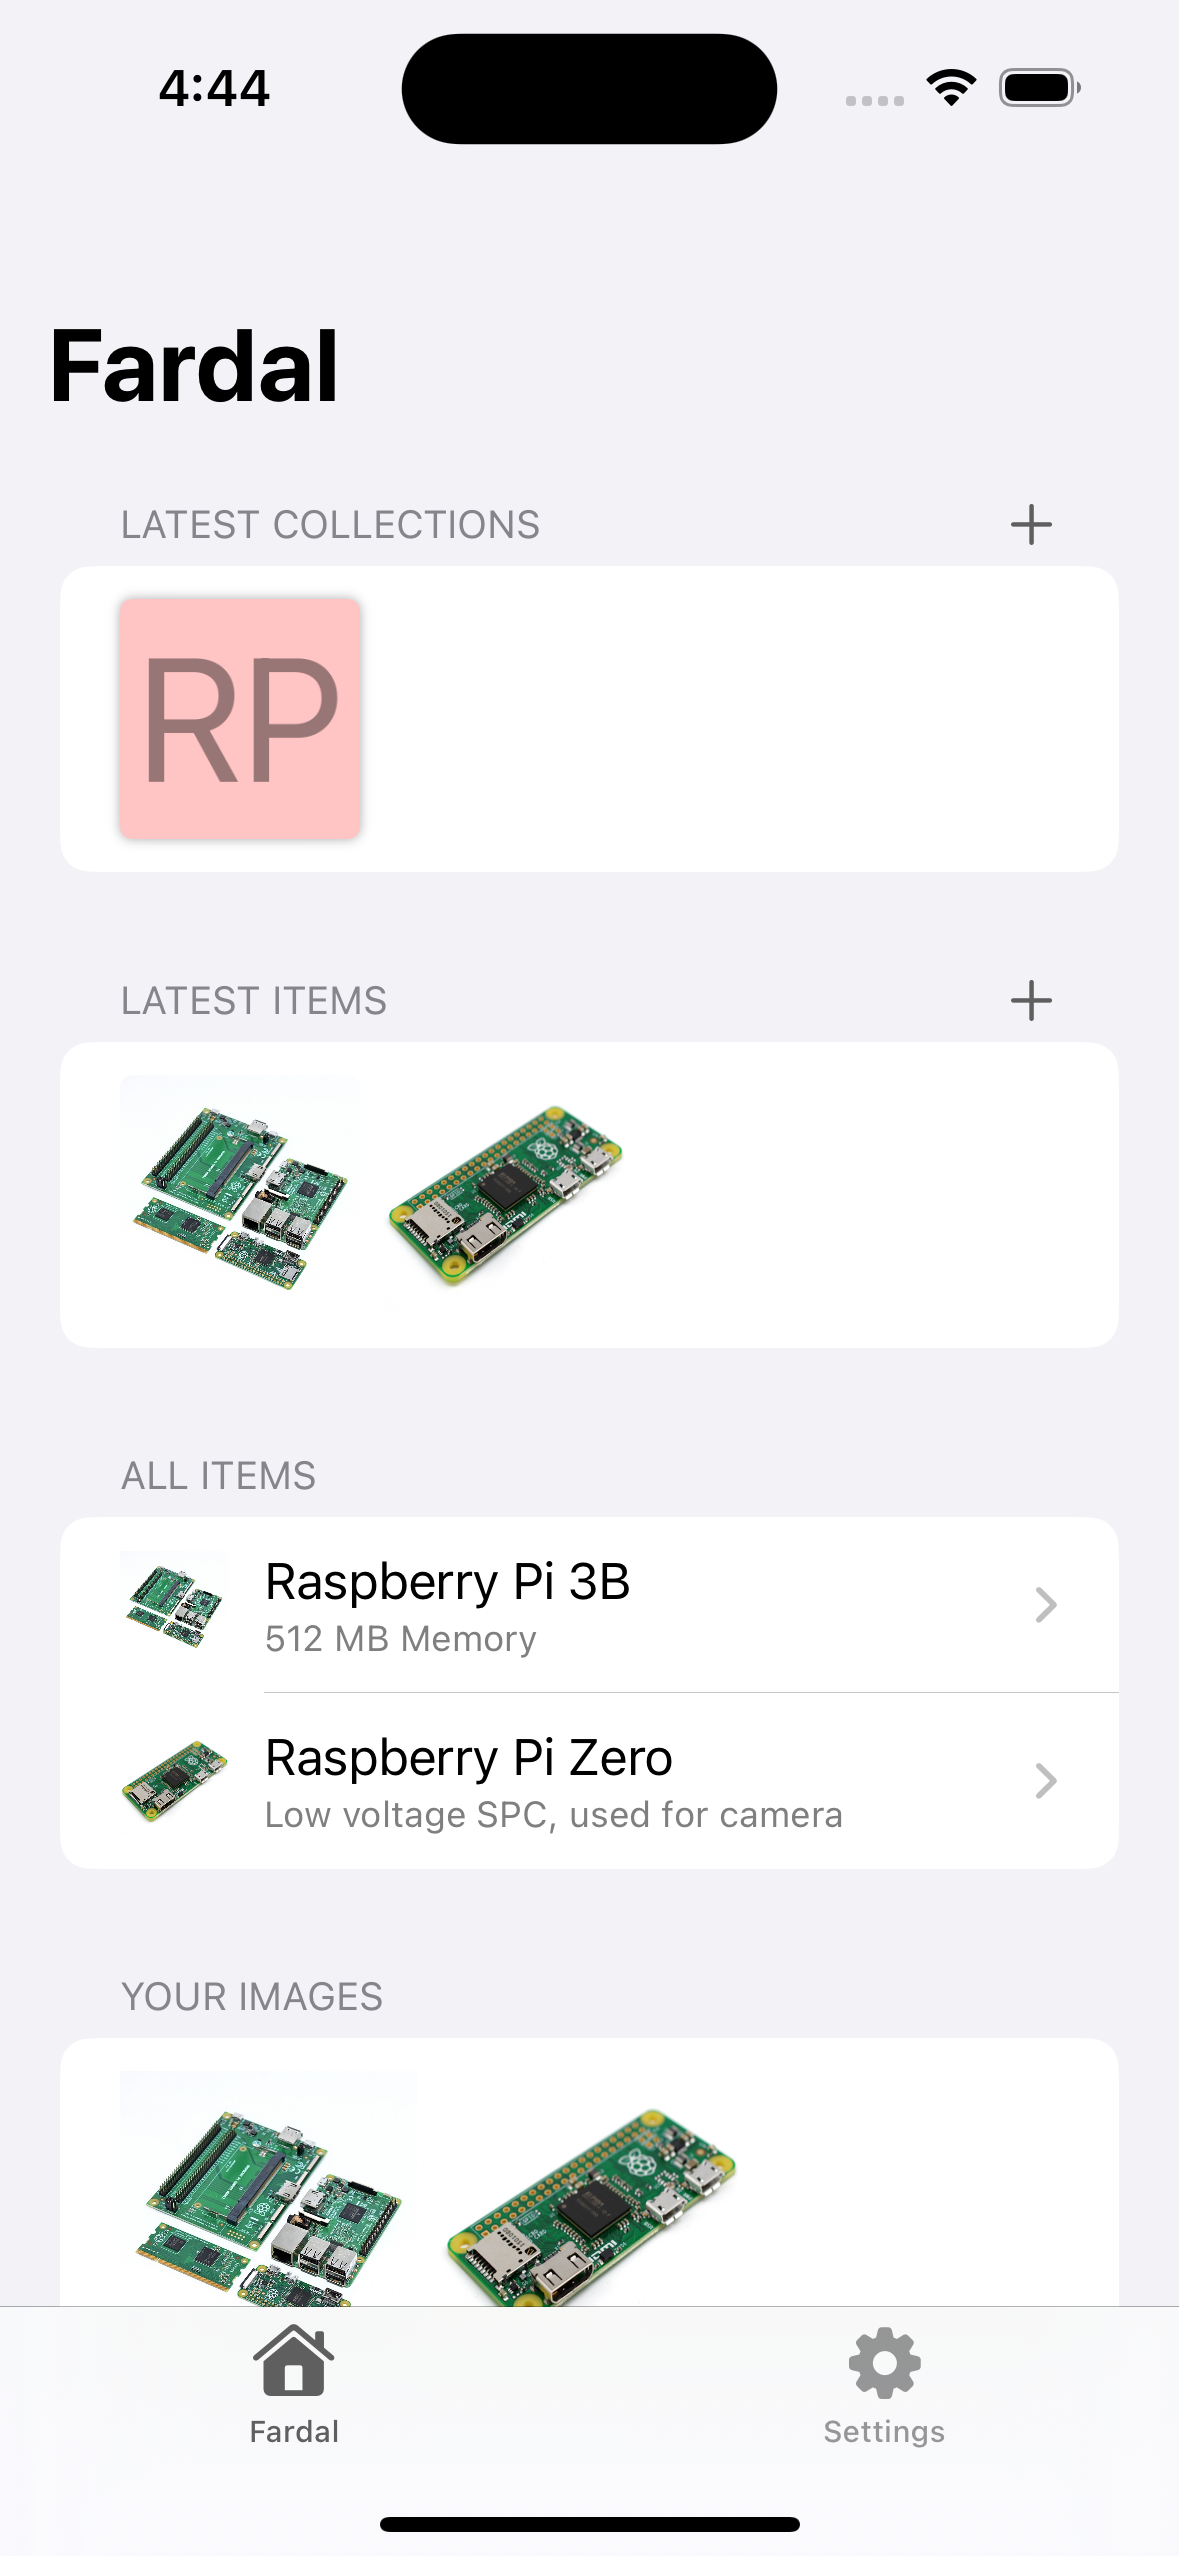 4:44
Fardal
LATEST COLLECTIONS
RP
LATEST ITEMS
ALL ITEMS
Raspberry Pi 3B
512 MB Memory
Raspberry Pi Zero
Low voltage SPC, used for camera
YOUR IMAGES
Fardal
Settings